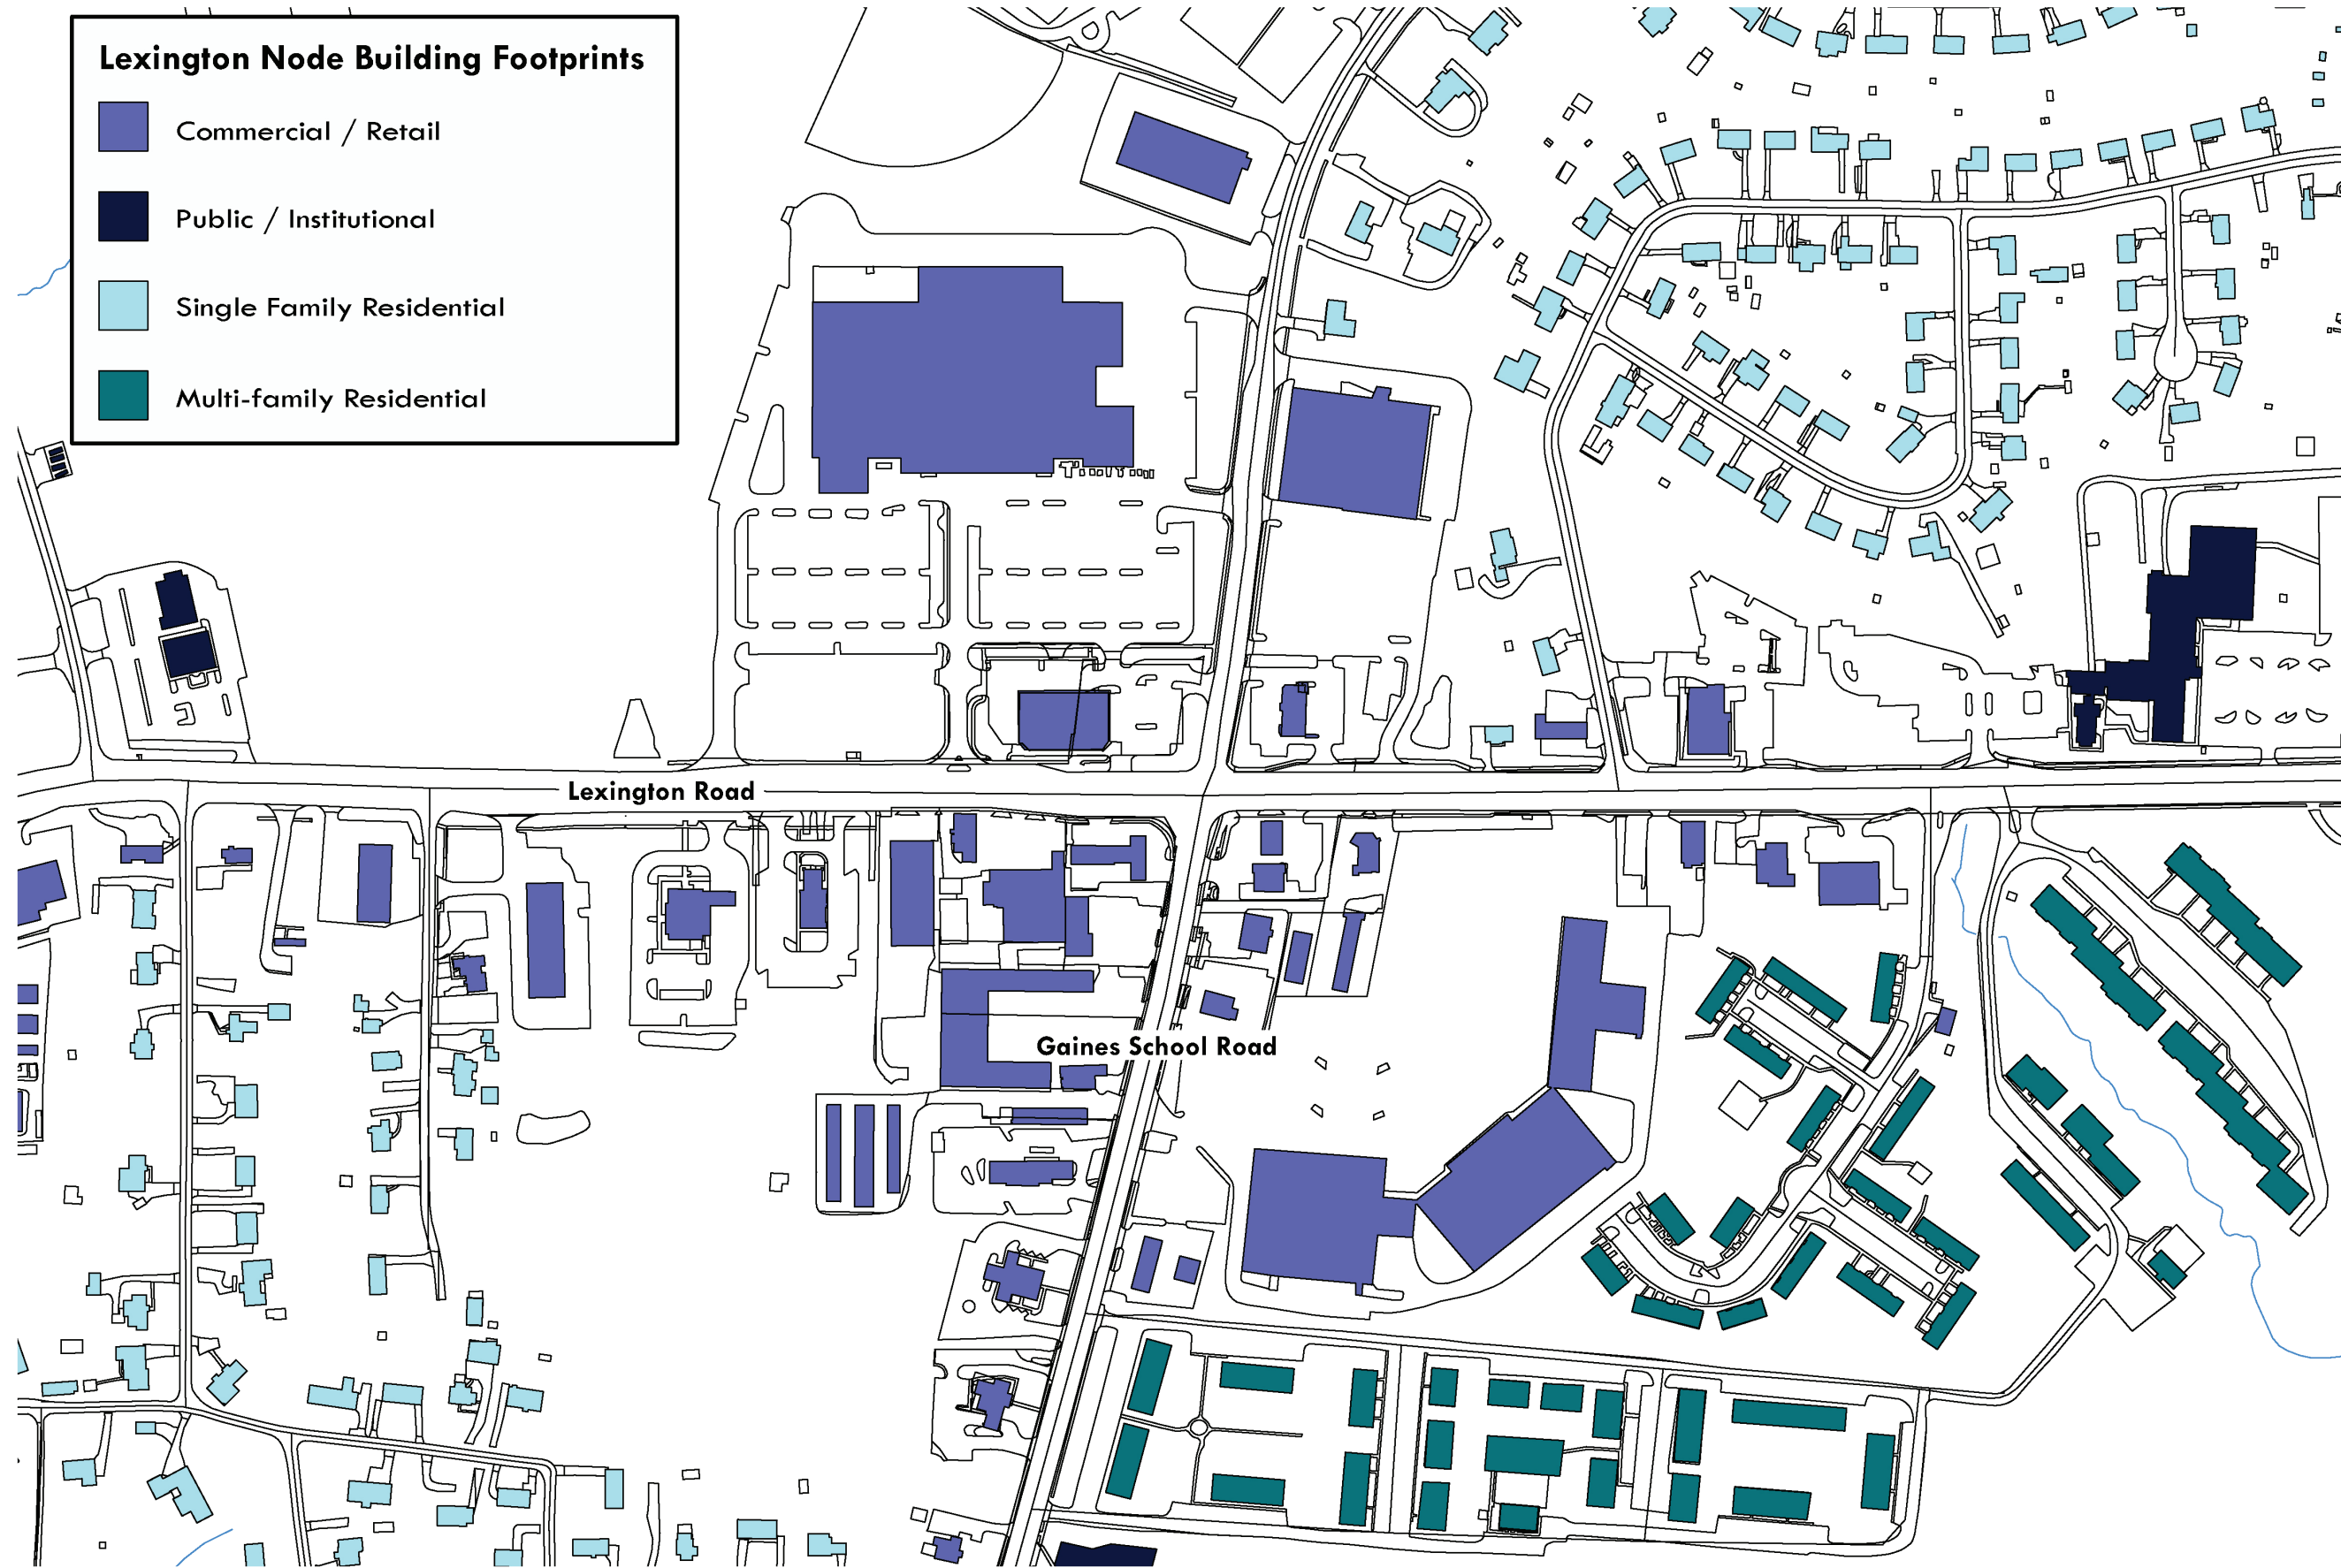 Lexington Node Building Footprints
Commercial / Retail
Public / Institutional
Single Family Residential
Multi-family Residential
Lexington Road
Gaines School Road